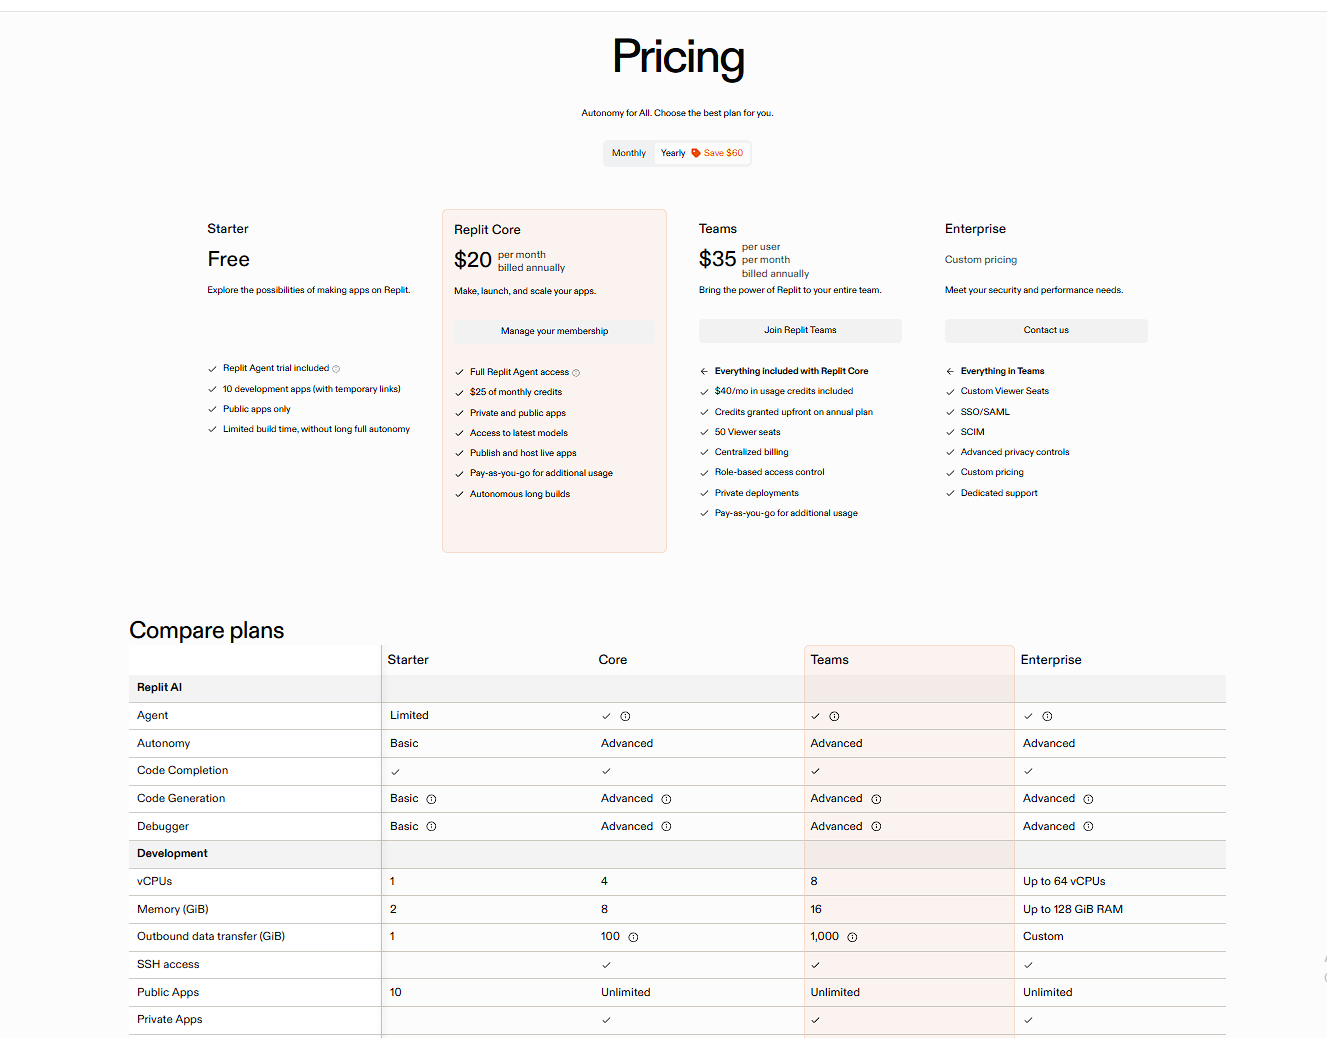 Pricing
Autonomy for All. Choose the best plan for you.
Monthly Yearly Save $60
Starter
Free
Explore the possibilities of making apps on Replit.
Replit Agent trial included
10 development apps (with temporary links)
Public apps only
Limited build time, without long full autonomy
Replit Core
$20 per month
billed annually
Make, launch, and scale your apps.
Manage your membership
Full Replit Agent access
$25 of monthly credits
Private and public apps
Access to latest models
Publish and host live apps
Pay-as-you-go for additional usage
Autonomous long builds
Teams
$35 per user
per month
billed annually
Bring the power of Replit to your entire team.
Join Replit Teams
Everything included with Replit Core
$40/mo in usage credits included
Credits granted upfront on annual plan
50 Viewer seats
Centralized billing
Role-based access control
Private deployments
Pay-as-you-go for additional usage
Enterprise
Custom pricing
Meet your security and performance needs.
Contact us
Everything in Teams
Custom Viewer Seats
SSO/SAML
SCIM
Advanced privacy controls
Custom pricing
Dedicated support
Compare plans
Starter Core Teams Enterprise
Replit AI
Agent Limited
Autonomy Basic Advanced Advanced Advanced
Code Completion
Code Generation Basic Advanced Advanced Advanced
Debugger Basic Advanced Advanced Advanced
Development
vCPUs 1 4 8 Up to 64 vCPUs
Memory (GiB) 2 8 16 Up to 128 GiB RAM
Outbound data transfer (GiB) 1 100 1,000 Custom
SSH access
Public Apps 10 Unlimited Unlimited Unlimited
Private Apps